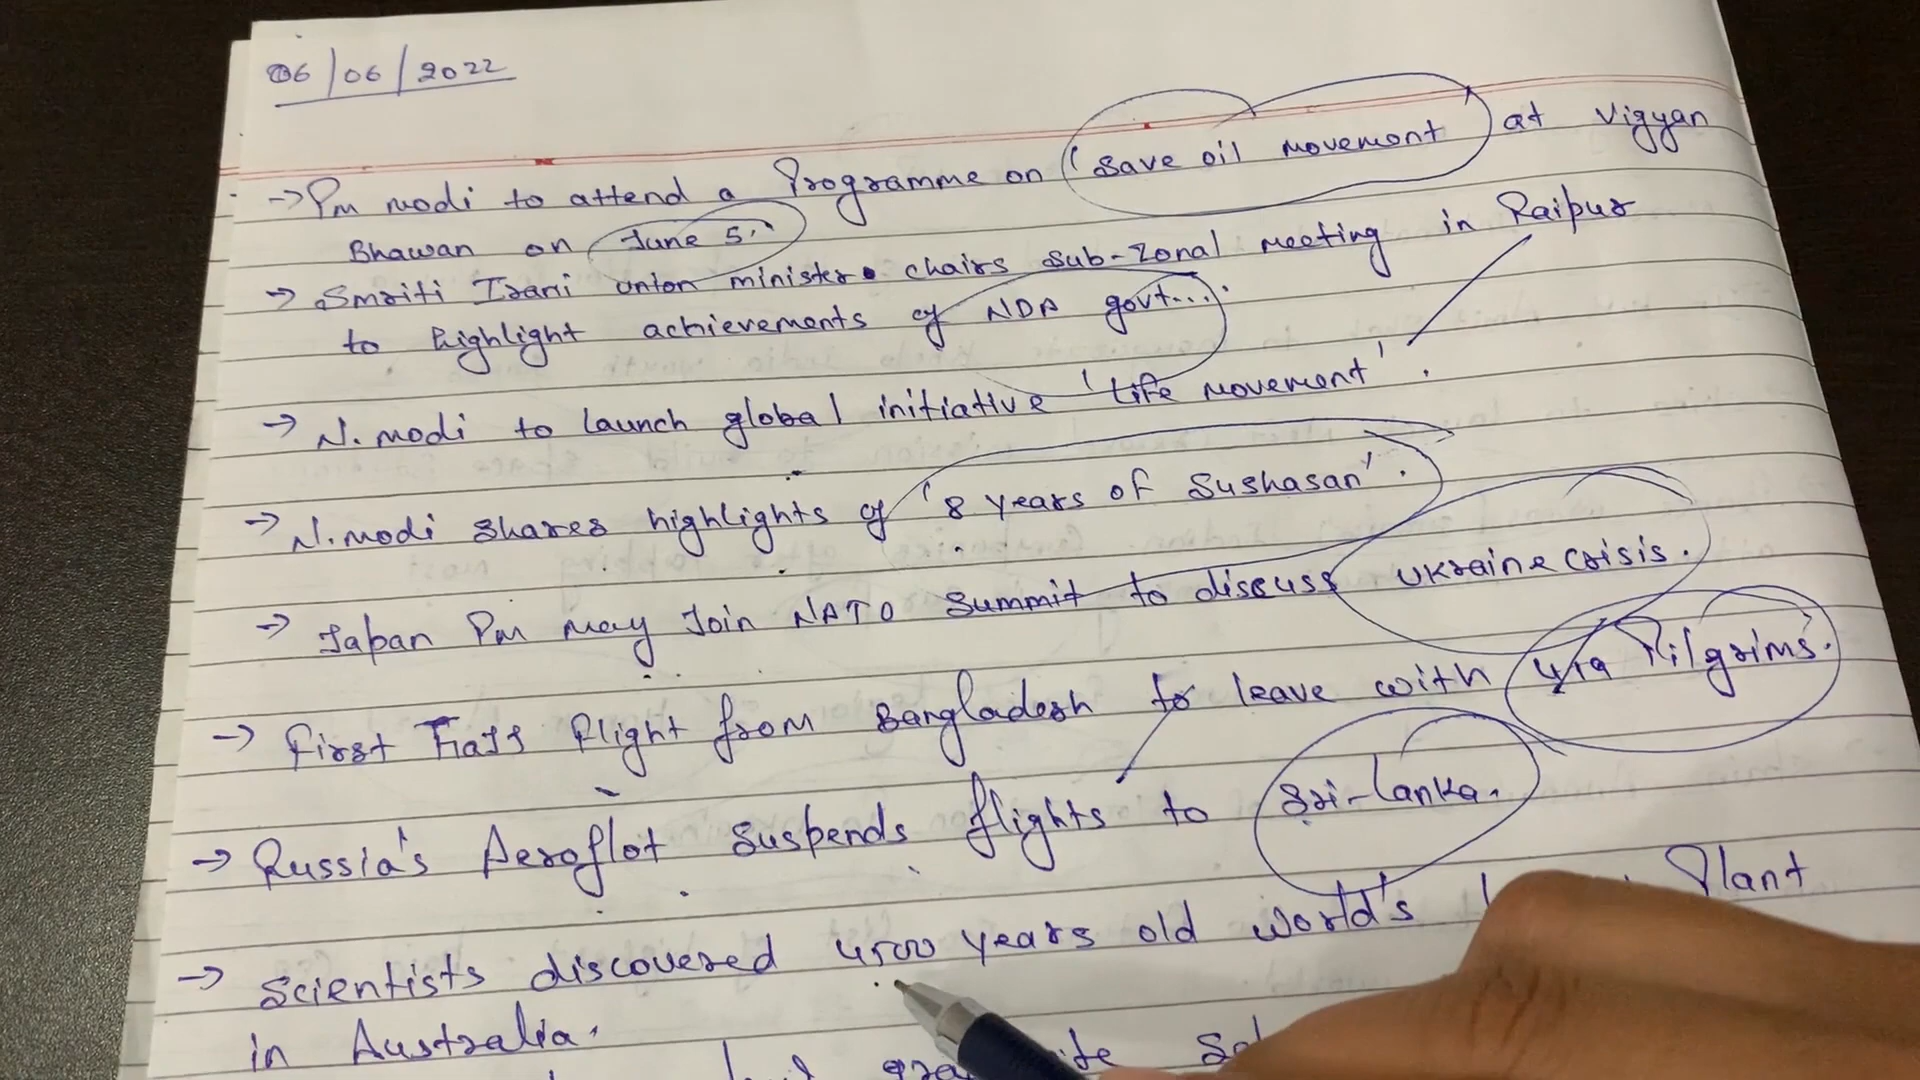 06/06/2022
→ Pm modi to attend a Programme on 'save oil movement' at Vigyan
Bhawan on June 5.
→ Smriti Irani union minister chairs sub-zonal meeting in Raipur
to highlight achievements of NDA govt....
→ N. modi to launch global initiative 'Life movement'.
→ N. modi shares highlights of '8 years of Sushasan'.
→ Japan Pm may Join NATO summit to discuss Ukraine crisis.
→ First Hajj flight from Bangladesh to leave with 419 Pilgrims.
→ Russia's Aeroflot suspends flights to Sri-Lanka.
→ Scientists discovered 4500 years old world's Plant
in Australia.